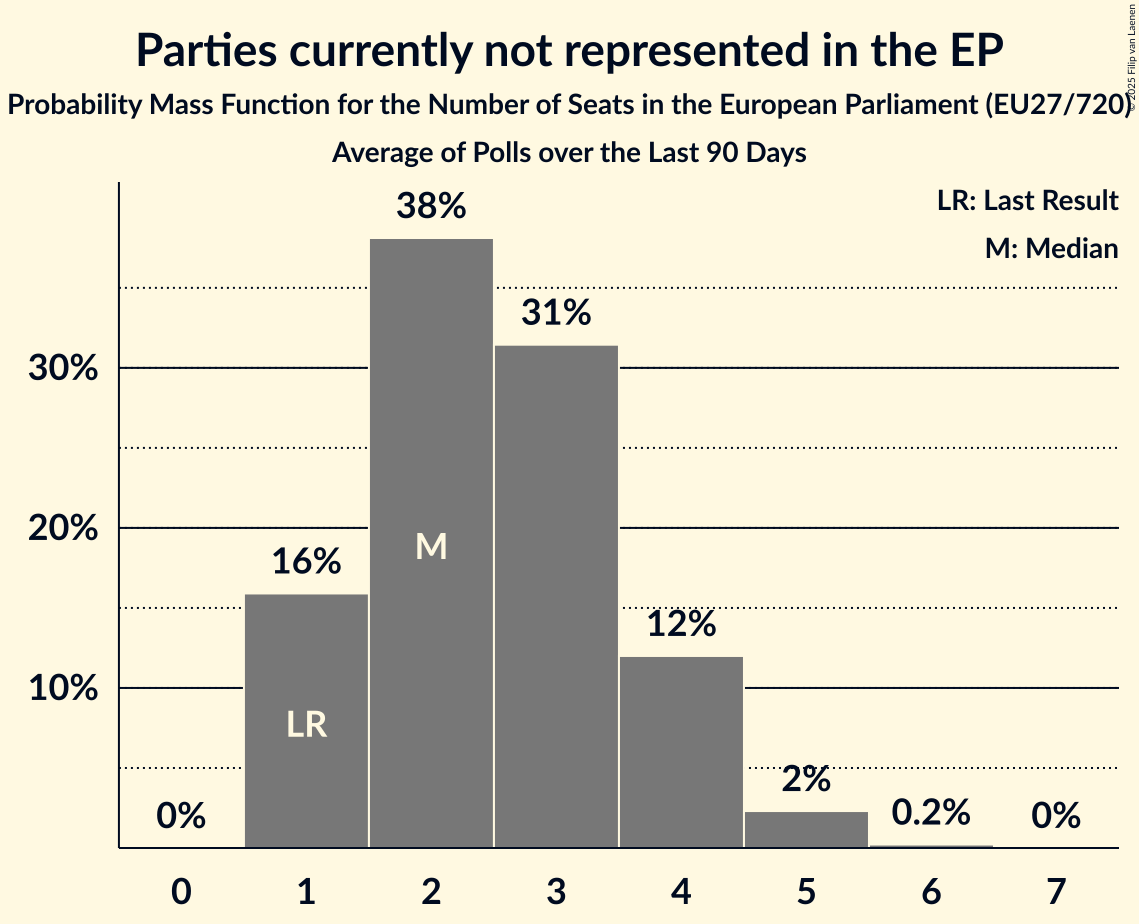 Parties currently not represented in the EP
Probability Mass Function for the Number of Seats in the European Parliament (EU27/720)
Average of Polls over the Last 90 Days
© 2025 Filip van Laenen
LR: Last Result
M: Median
38%
31%
30%
20%
16%
M
12%
10%
LR
2%
0%
0.2%
0%
0 1 2 3 4 5 6 7